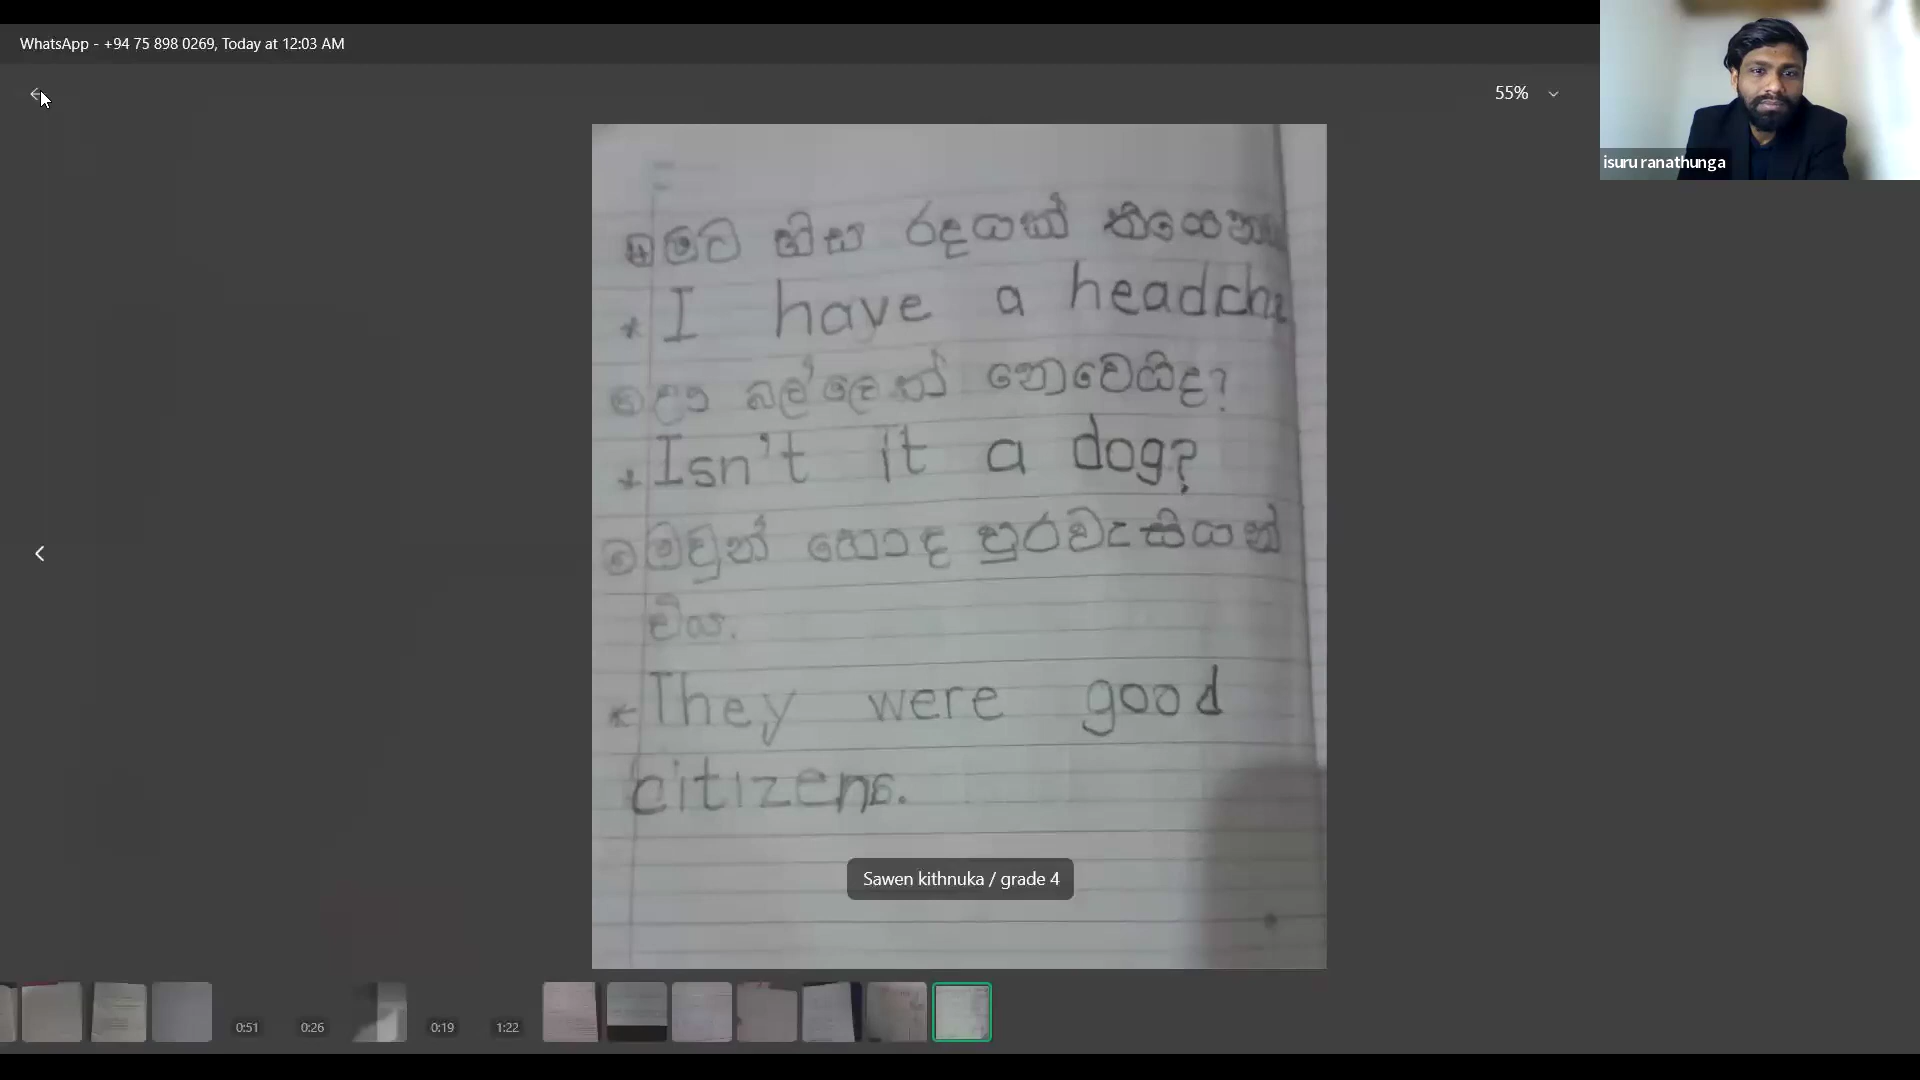 WhatsApp - +94 75 898 0269, Today at 12:03 AM
55%
isuru ranathunga
මට හිස රදයක් තියෙනවා
* I have a headcha
බල්ලෙක් නොවෙයිද?
* Isn't it a dog?
ඔවුන් හොඳ පුරවැසියන්
විය.
* They were good
citizens.
Sawen kithnuka / grade 4
0:51 0:26 0:19 1:22